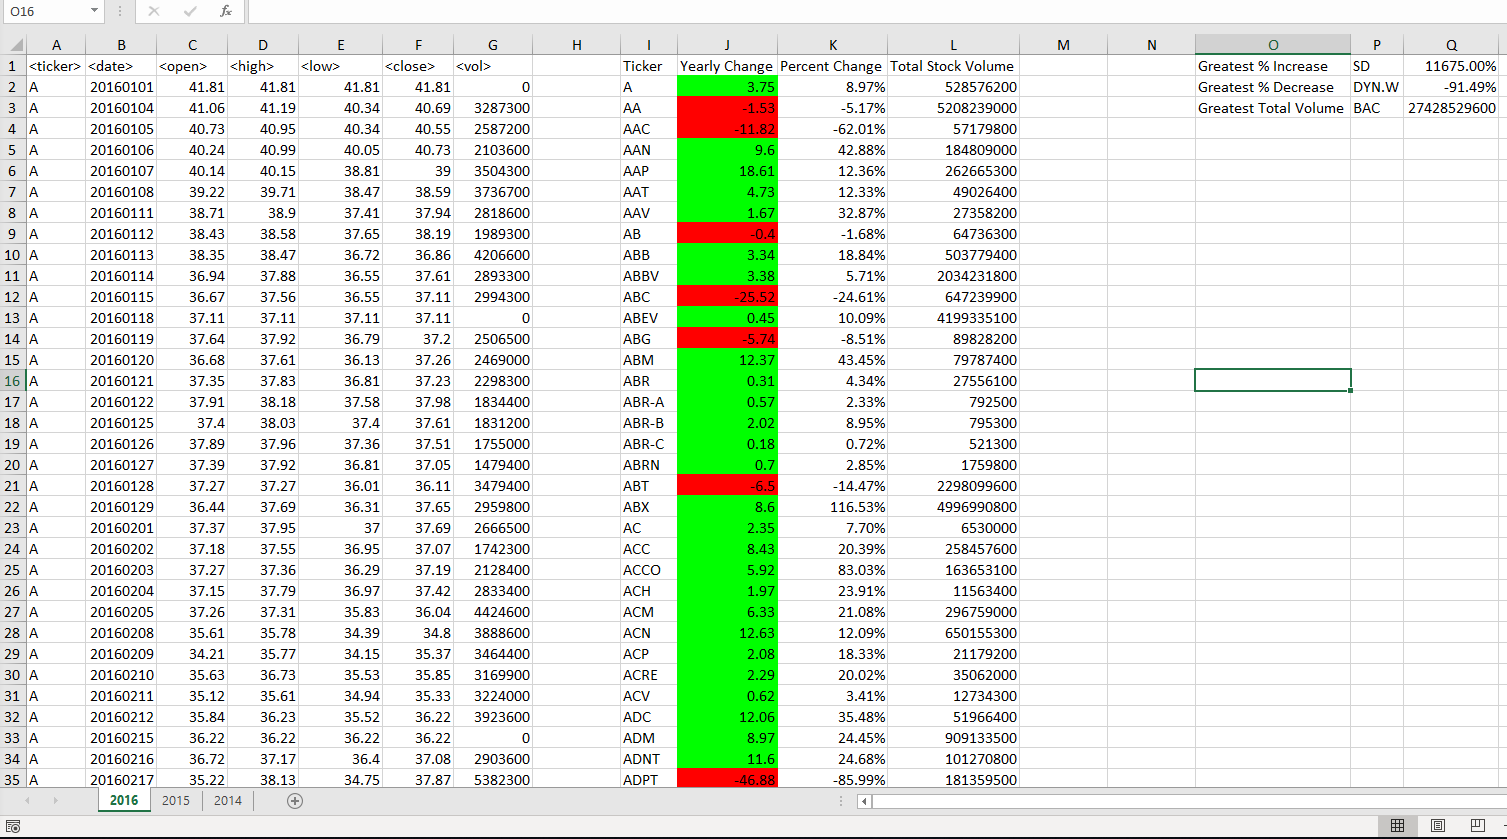 O16 fx
A B C D E F G H I J K L M N O P Q
1 <ticker> <date> <open> <high> <low> <close> <vol> Ticker Yearly Change Percent Change Total Stock Volume Greatest % Increase SD 11675.00%
2 A 20160101 41.81 41.81 41.81 41.81 0 A 3.75 8.97% 528576200 Greatest % Decrease DYN.W -91.49%
3 A 20160104 41.06 41.19 40.34 40.69 3287300 AA -1.53 -5.17% 5208239000 Greatest Total Volume BAC 27428529600
4 A 20160105 40.73 40.95 40.34 40.55 2587200 AAC -11.82 -62.01% 57179800
5 A 20160106 40.24 40.99 40.05 40.73 2103600 AAN 9.6 42.88% 184809000
6 A 20160107 40.14 40.15 38.81 39 3504300 AAP 18.61 12.36% 262665300
7 A 20160108 39.22 39.71 38.47 38.59 3736700 AAT 4.73 12.33% 49026400
8 A 20160111 38.71 38.9 37.41 37.94 2818600 AAV 1.67 32.87% 27358200
9 A 20160112 38.43 38.58 37.65 38.19 1989300 AB -0.4 -1.68% 64736300
10 A 20160113 38.35 38.47 36.72 36.86 4206600 ABB 3.34 18.84% 503779400
11 A 20160114 36.94 37.88 36.55 37.61 2893300 ABBV 3.38 5.71% 2034231800
12 A 20160115 36.67 37.56 36.55 37.11 2994300 ABC -25.52 -24.61% 647239900
13 A 20160118 37.11 37.11 37.11 37.11 0 ABEV 0.45 10.09% 4199335100
14 A 20160119 37.64 37.92 36.79 37.2 2506500 ABG -5.74 -8.51% 89828200
15 A 20160120 36.68 37.61 36.13 37.26 2469000 ABM 12.37 43.45% 79787400
16 A 20160121 37.35 37.83 36.81 37.23 2298300 ABR 0.31 4.34% 27556100
17 A 20160122 37.91 38.18 37.58 37.98 1834400 ABR-A 0.57 2.33% 792500
18 A 20160125 37.4 38.03 37.4 37.61 1831200 ABR-B 2.02 8.95% 795300
19 A 20160126 37.89 37.96 37.36 37.51 1755000 ABR-C 0.18 0.72% 521300
20 A 20160127 37.39 37.92 36.81 37.05 1479400 ABRN 0.7 2.85% 1759800
21 A 20160128 37.27 37.27 36.01 36.11 3479400 ABT -6.5 -14.47% 2298099600
22 A 20160129 36.44 37.69 36.31 37.65 2959800 ABX 8.6 116.53% 4996990800
23 A 20160201 37.37 37.95 37 37.69 2666500 AC 2.35 7.70% 6530000
24 A 20160202 37.18 37.55 36.95 37.07 1742300 ACC 8.43 20.39% 258457600
25 A 20160203 37.27 37.36 36.29 37.19 2128400 ACCO 5.92 83.03% 163653100
26 A 20160204 37.15 37.79 36.97 37.42 2833400 ACH 1.97 23.91% 11563400
27 A 20160205 37.26 37.31 35.83 36.04 4424600 ACM 6.33 21.08% 296759000
28 A 20160208 35.61 35.78 34.39 34.8 3888600 ACN 12.63 12.09% 650155300
29 A 20160209 34.21 35.77 34.15 35.37 3464400 ACP 2.08 18.33% 21179200
30 A 20160210 35.63 36.73 35.53 35.85 3169900 ACRE 2.29 20.02% 35062000
31 A 20160211 35.12 35.61 34.94 35.33 3224000 ACV 0.62 3.41% 12734300
32 A 20160212 35.84 36.23 35.52 36.22 3923600 ADC 12.06 35.48% 51966400
33 A 20160215 36.22 36.22 36.22 36.22 0 ADM 8.97 24.45% 909133500
34 A 20160216 36.72 37.17 36.4 37.08 2903600 ADNT 11.6 24.68% 101270800
35 A 20160217 35.22 38.13 34.75 37.87 5382300 ADPT -46.88 -85.99% 181359500
2016 2015 2014